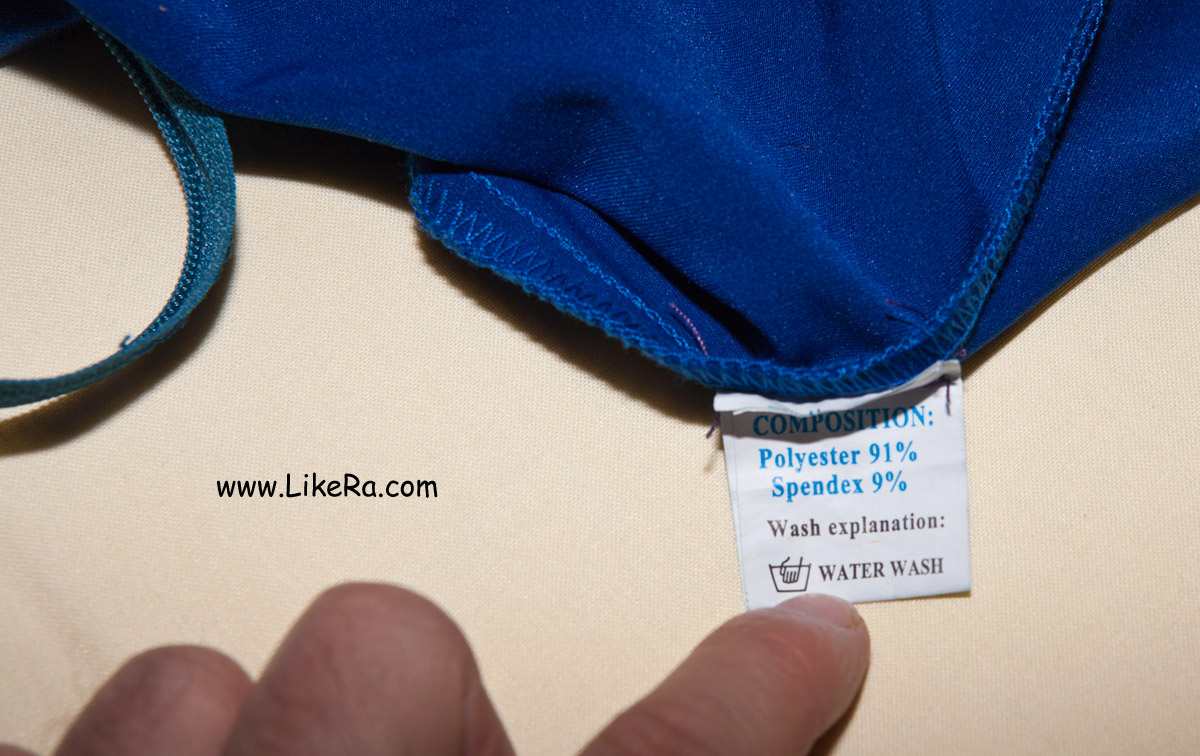 COMPOSITION:
Polyester 91%
Spendex 9%
www.LikeRa.com
Wash explanation:
WATER WASH